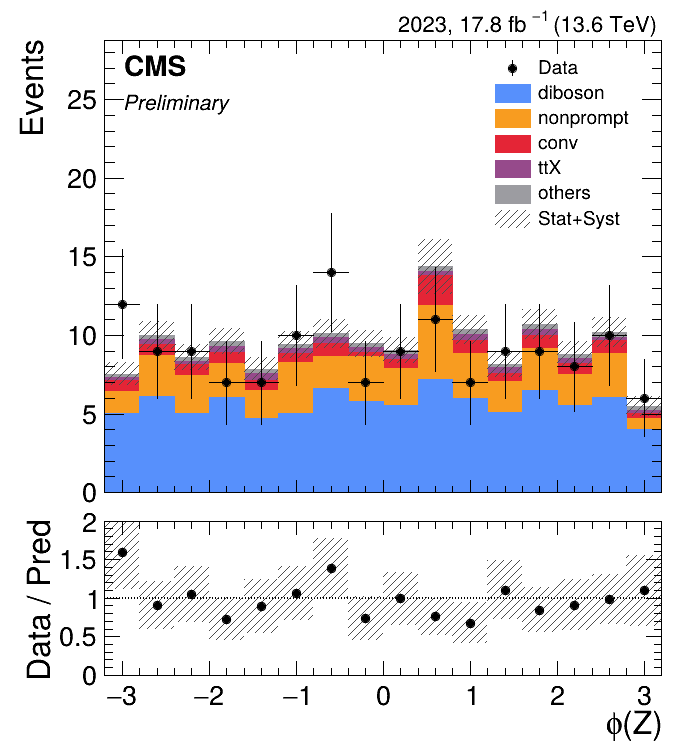 2023, 17.8 fb⁻¹ (13.6 TeV)
Events
CMS
Preliminary
Data
diboson
nonprompt
conv
ttX
others
Stat+Syst
25
20
15
10
5
0
Data / Pred
2
1.5
1
0.5
0
−3 −2 −1 0 1 2 3
ϕ(Z)